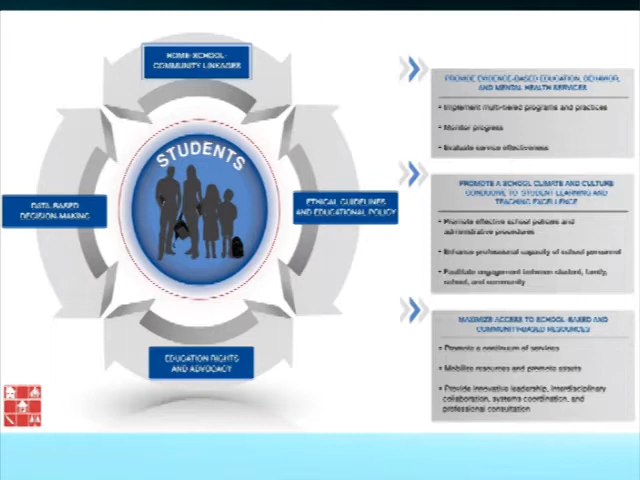 HOME-SCHOOL-
COMMUNITY LINKAGES
STUDENTS
DATA-BASED
DECISION-MAKING
ETHICAL GUIDELINES
AND EDUCATIONAL POLICY
EDUCATION RIGHTS
AND ADVOCACY
PROVIDE EVIDENCE-BASED EDUCATION, BEHAVIOR,
AND MENTAL HEALTH SERVICES
• Implement multi-tiered programs and practices
• Monitor progress
• Evaluate service effectiveness
PROMOTE A SCHOOL CLIMATE AND CULTURE
CONDUCIVE TO STUDENT LEARNING AND
TEACHING EXCELLENCE
• Promote effective school policies and
administrative procedures
• Enhance professional capacity of school personnel
• Facilitate engagement between student, family,
school, and community
MAXIMIZE ACCESS TO SCHOOL-BASED AND
COMMUNITY-BASED RESOURCES
• Promote a continuum of services
• Mobilize resources and promote assets
• Provide innovative leadership, interdisciplinary
collaboration, systems coordination, and
professional consultation